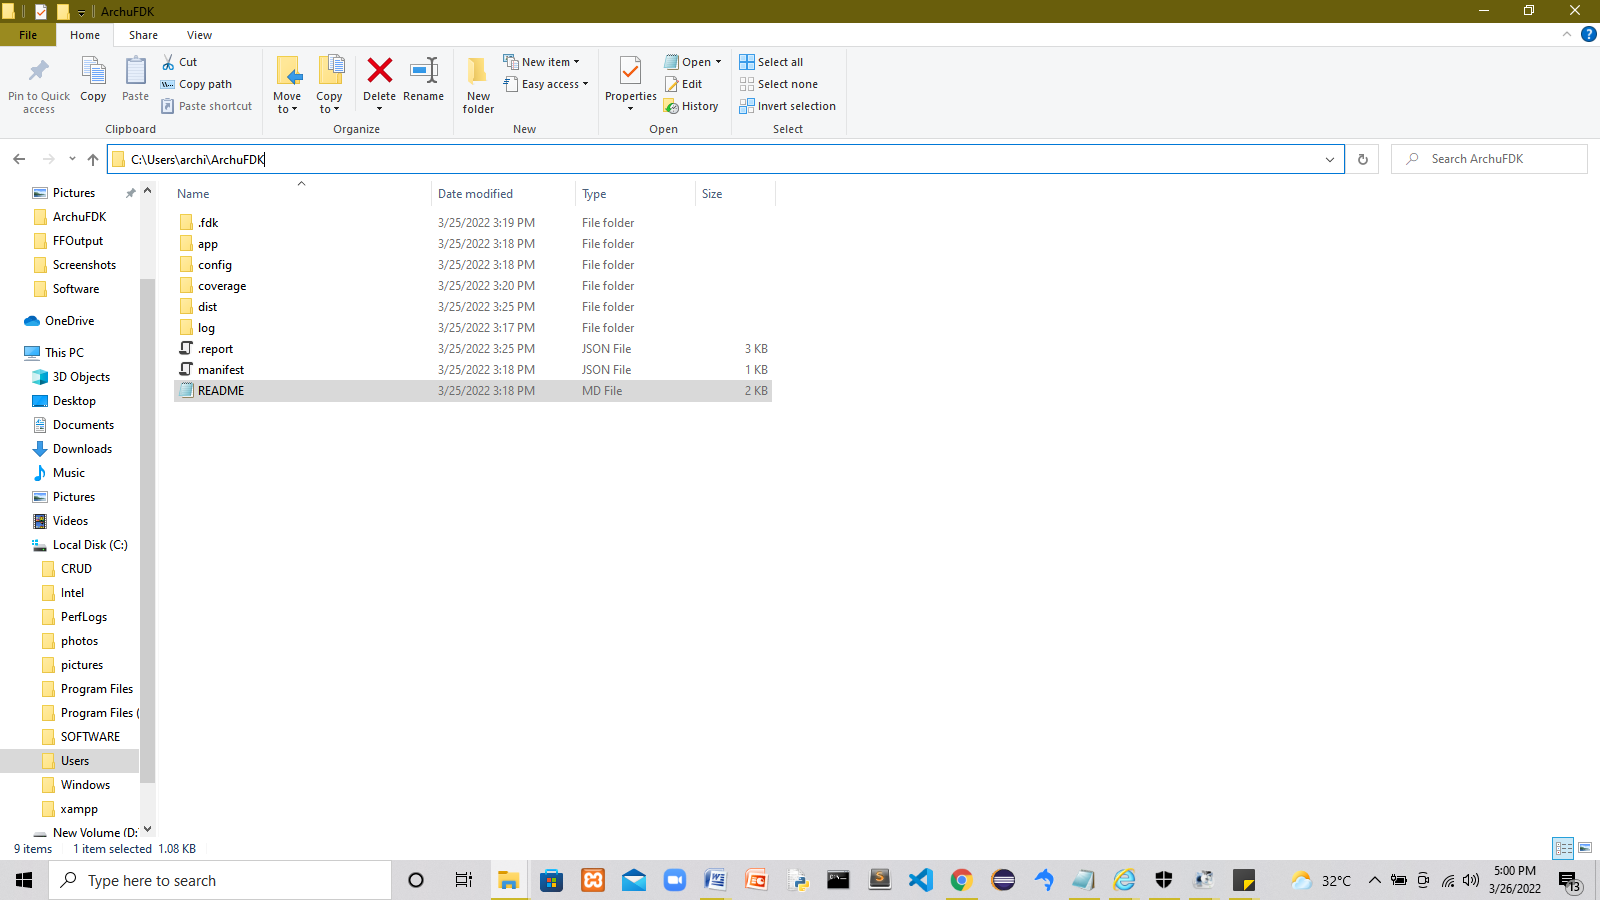 ArchuFDK
File Home Share View
Pin to Quick access
Copy
Paste
Cut
Copy path
Paste shortcut
Clipboard
Move to
Copy to
Delete
Rename
Organize
New folder
New item
Easy access
New
Properties
Open
Edit
History
Open
Select all
Select none
Invert selection
Select
C:\Users\archi\ArchuFDK
Search ArchuFDK
Pictures
ArchuFDK
FFOutput
Screenshots
Software
OneDrive
This PC
3D Objects
Desktop
Documents
Downloads
Music
Pictures
Videos
Local Disk (C:)
CRUD
Intel
PerfLogs
photos
pictures
Program Files
Program Files (
SOFTWARE
Users
Windows
xampp
New Volume (D:
Name Date modified Type Size
.fdk 3/25/2022 3:19 PM File folder
app 3/25/2022 3:18 PM File folder
config 3/25/2022 3:18 PM File folder
coverage 3/25/2022 3:20 PM File folder
dist 3/25/2022 3:25 PM File folder
log 3/25/2022 3:17 PM File folder
.report 3/25/2022 3:25 PM JSON File 3 KB
manifest 3/25/2022 3:18 PM JSON File 1 KB
README 3/25/2022 3:18 PM MD File 2 KB
9 items 1 item selected 1.08 KB
Type here to search
32°C
5:00 PM
3/26/2022
13